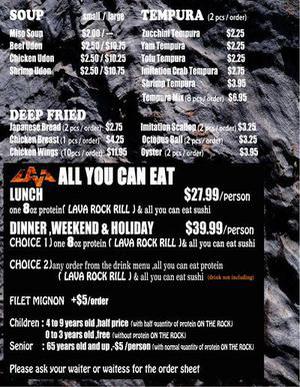 SOUP small / large
Miso Soup $2.00 / —
Beef Udon $2.50 / $10.75
Chicken Udon $2.50 / $10.25
Shrimp Udon $2.50 / $10.75
TEMPURA (2 pcs / order)
Zucchini Tempura $2.25
Yam Tempura $2.25
Tofu Tempura $2.25
Imitation Crab Tempura $2.75
Shrimp Tempura $3.95
Tempura Mix (8 pcs / order) $6.95
DEEP FRIED
Japanese Bread (2 pcs / order) $2.75
Chicken Breast (1 pcs / order) $4.25
Chicken Wings (10 pcs / order) $11.95
Imitation Scallop (2 pcs / order) $3.25
Octopus Ball (2 pcs / order) $3.25
Oyster (2 pcs / order) $3.95
LAVA ALL YOU CAN EAT
LUNCH $27.99/person
one 8oz protein( LAVA ROCK RILL ) & all you can eat sushi
DINNER ,WEEKEND & HOLIDAY $39.99/person
CHOICE 1) one 8oz protein ( LAVA ROCK RILL )& all you can eat sushi
CHOICE 2)any order from the drink menu ,all you can eat protein
( LAVA ROCK RILL ) & all you can eat sushi (drink not including)
FILET MIGNON +$5/order
Children : 4 to 9 years old ,half price (with half quantity of protein ON THE ROCK)
0 to 3 years old ,free (without protein ON THE ROCK)
Senior : 65 years old and up ,-$5 /person (with normal quantity of protein ON THE ROCK)
Please ask your waiter or waitess for the order sheet